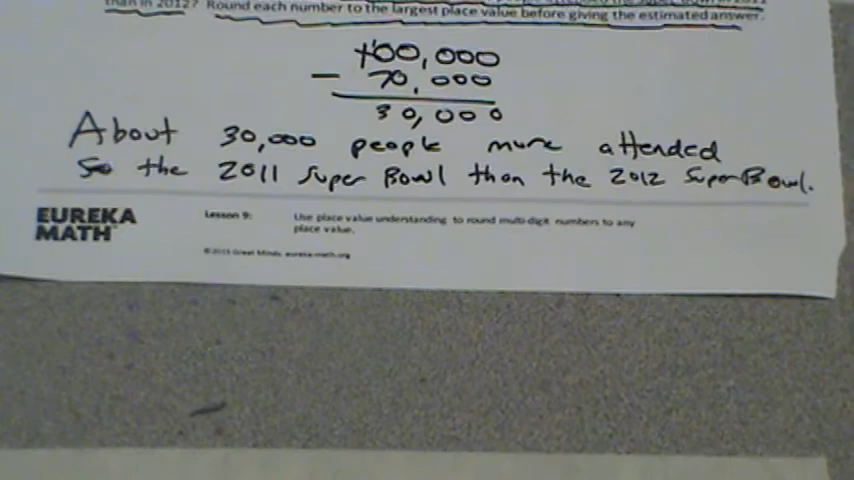 than in 2012? Round each number to the largest place value before giving the estimated answer.
100,000
- 70,000
30,000
About 30,000 people more attended
the 2011 Super Bowl than the 2012 Super Bowl.
EUREKA
MATH™
Lesson 9:
Use place value understanding to round multi-digit numbers to any
place value.
©2015 Great Minds. eureka-math.org